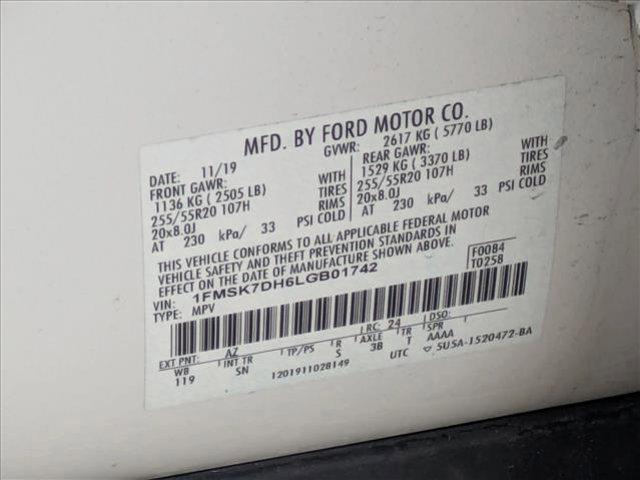 MFD. BY FORD MOTOR CO.
DATE: 11/19 GVWR: 2617 KG ( 5770 LB)
FRONT GAWR: REAR GAWR:
1136 KG ( 2505 LB) WITH 1529 KG ( 3370 LB) WITH
255/55R20 107H TIRES 255/55R20 107H TIRES
20x8.0J RIMS 20x8.0J RIMS
AT 230 kPa/ 33 PSI COLD AT 230 kPa/ 33 PSI COLD
THIS VEHICLE CONFORMS TO ALL APPLICABLE FEDERAL MOTOR
VEHICLE SAFETY AND THEFT PREVENTION STANDARDS IN
EFFECT ON THE DATE OF MANUFACTURE SHOWN ABOVE.
VIN: 1FMSK7DH6LGB01742 F0084
TYPE: MPV T0258
EXT PNT: AZ RC: 24 DSO:
WB INT TR TP/PS R AXLE TR SPR
119 SN S 3B AAAA
1201911028149 UTC 5U5A-1520472-BA